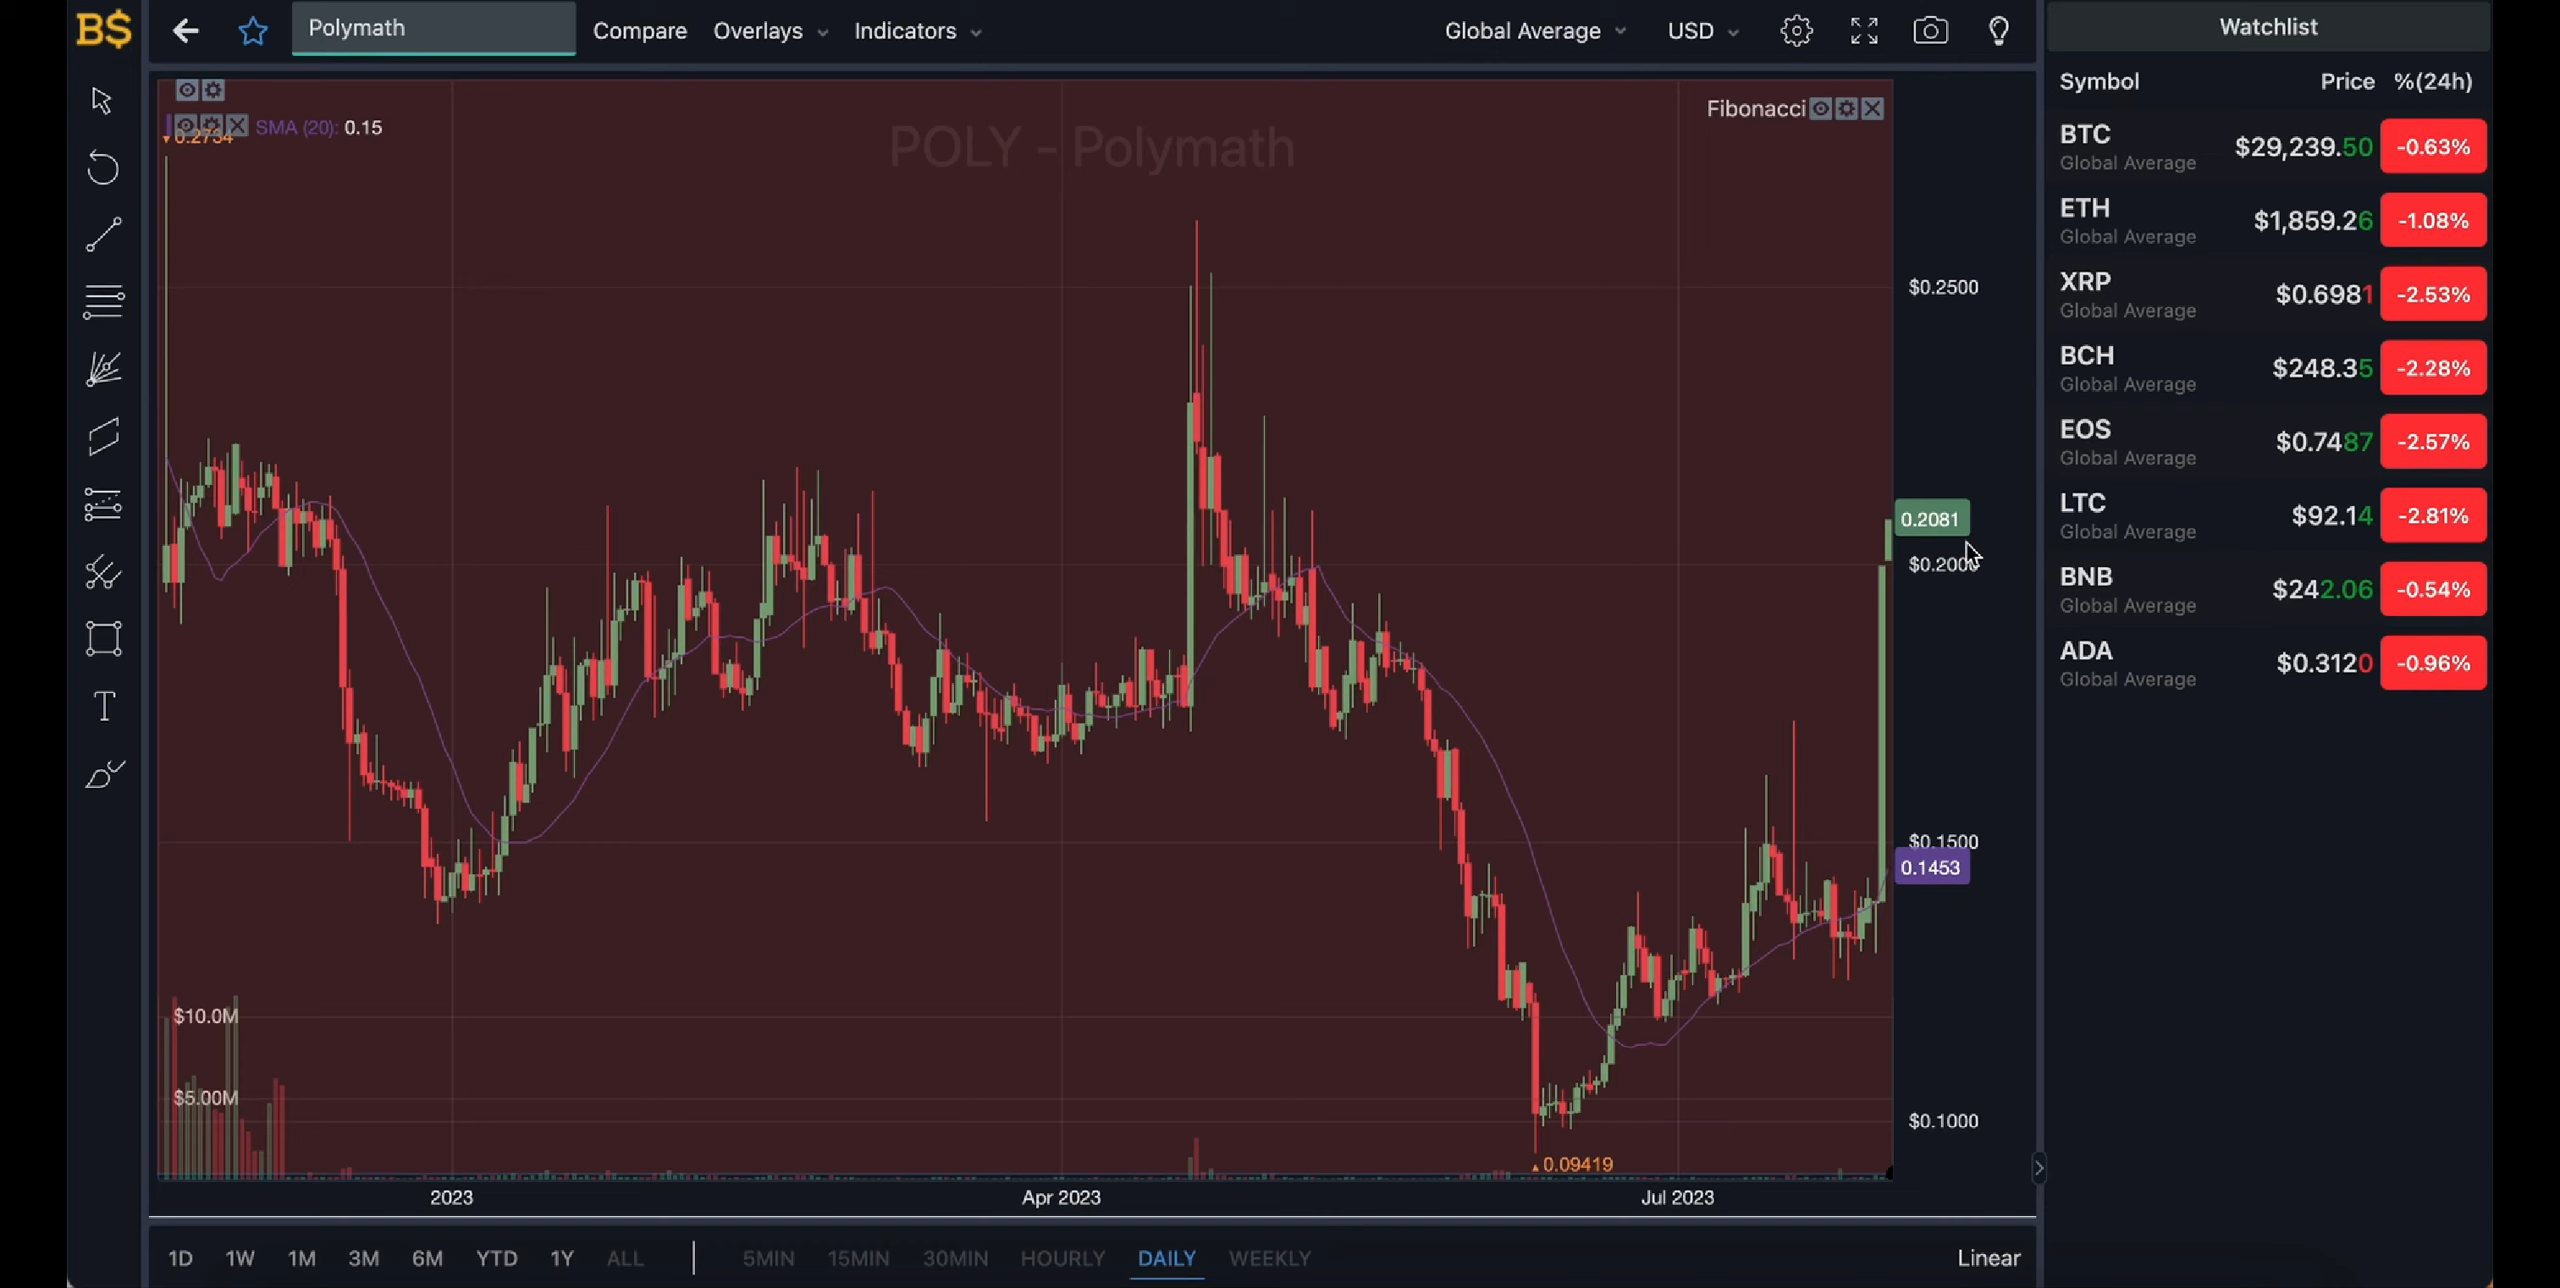 B$
Polymath
Compare
Overlays
Indicators
Global Average
USD
Watchlist
Symbol Price %(24h)
BTC $29,239.50 -0.63%
Global Average
ETH $1,859.26 -1.08%
Global Average
XRP $0.6981 -2.53%
Global Average
BCH $248.35 -2.28%
Global Average
EOS $0.7487 -2.57%
Global Average
LTC $92.14 -2.81%
Global Average
BNB $242.06 -0.54%
Global Average
ADA $0.3120 -0.96%
Global Average
Fibonacci
SMA (20): 0.15
0.2734
POLY - Polymath
$0.2500
0.2081
$0.2000
$0.1500
0.1453
$10.0M
$5.00M
$0.1000
0.09419
2023 Apr 2023 Jul 2023
1D 1W 1M 3M 6M YTD 1Y ALL 5MIN 15MIN 30MIN HOURLY DAILY WEEKLY Linear
T